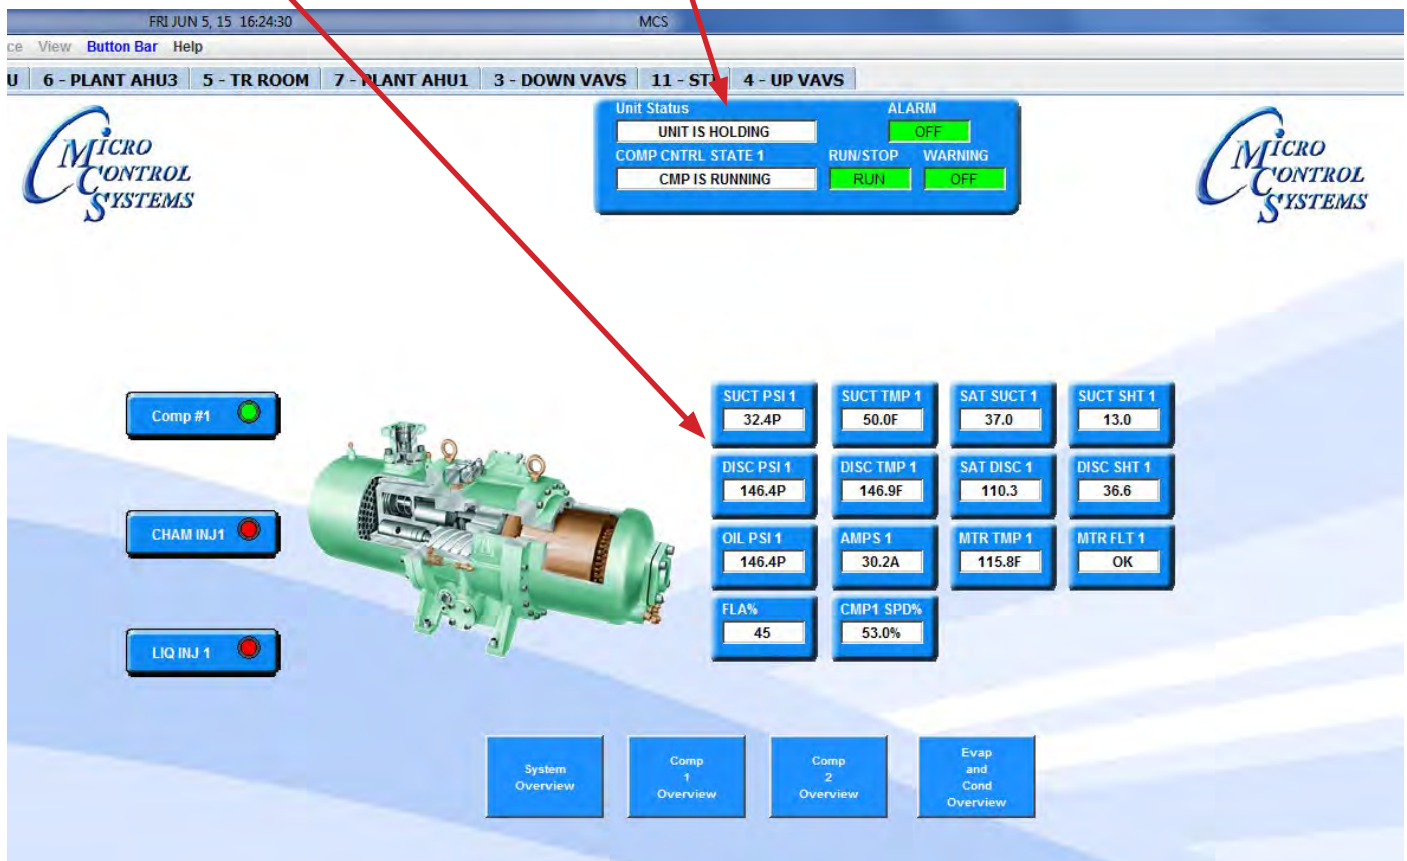 FRI JUN 5, 15 16:24:30 MCS
ce View Button Bar Help
U 6 - PLANT AHU3 5 - TR ROOM 7 - PLANT AHU1 3 - DOWN VAVS 11 - 4 - UP VAVS
Unit Status ALARM
UNIT IS HOLDING OFF
COMP CNTRL STATE 1 RUN/STOP WARNING
CMP IS RUNNING RUN OFF
MICRO
CONTROL
SYSTEMS
MICRO
CONTROL
SYSTEMS
Comp #1
CHAM INJ1
LIQ INJ 1
SUCT PSI 1 SUCT TMP 1 SAT SUCT 1 SUCT SHT 1
32.4P 50.0F 37.0 13.0
DISC PSI 1 DISC TMP 1 SAT DISC 1 DISC SHT 1
146.4P 146.9F 110.3 36.6
OIL PSI 1 AMPS 1 MTR TMP 1 MTR FLT 1
146.4P 30.2A 115.8F OK
FLA% CMP1 SPD%
45 53.0%
System
Overview
Comp
1
Overview
Comp
2
Overview
Evap
and
Cond
Overview